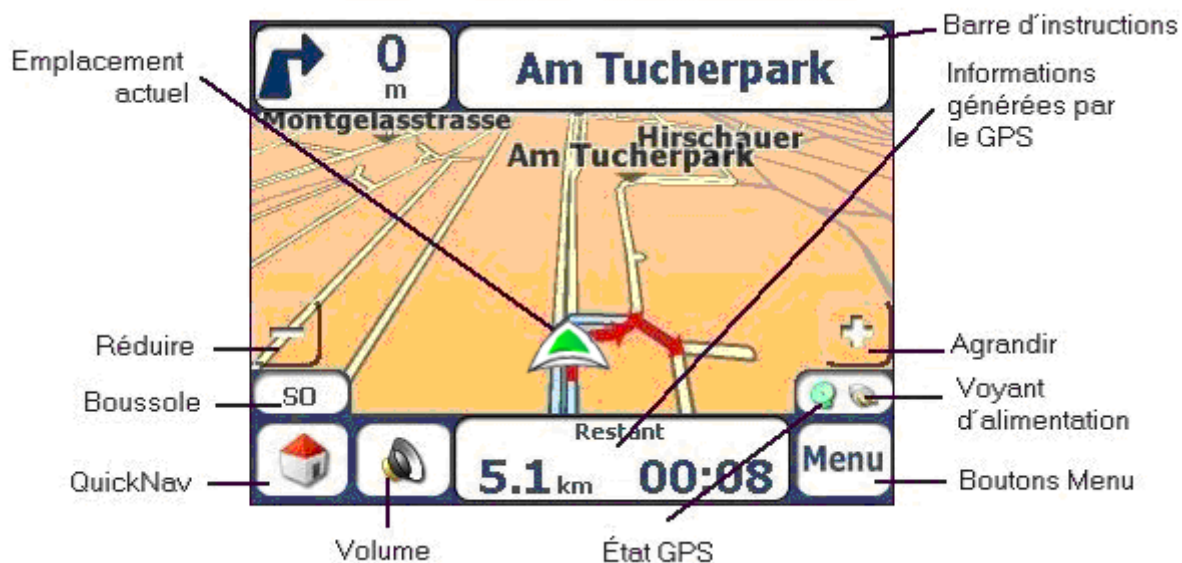 Barre d´instructions
0
m
Am Tucherpark
Emplacement
actuel
Informations
générées par
le GPS
Montgelasstrasse
Hirschauer
Am Tucherpark
Réduire
Agrandir
Boussole
SO
Voyant
d´alimentation
Restant
5.1 km 00:08
Menu
QuickNav
Boutons Menu
Volume
État GPS